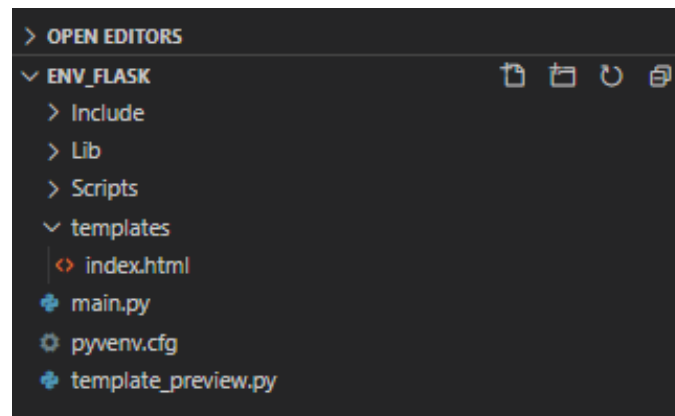 OPEN EDITORS
ENV_FLASK
Include
Lib
Scripts
templates
index.html
main.py
pyvenv.cfg
template_preview.py